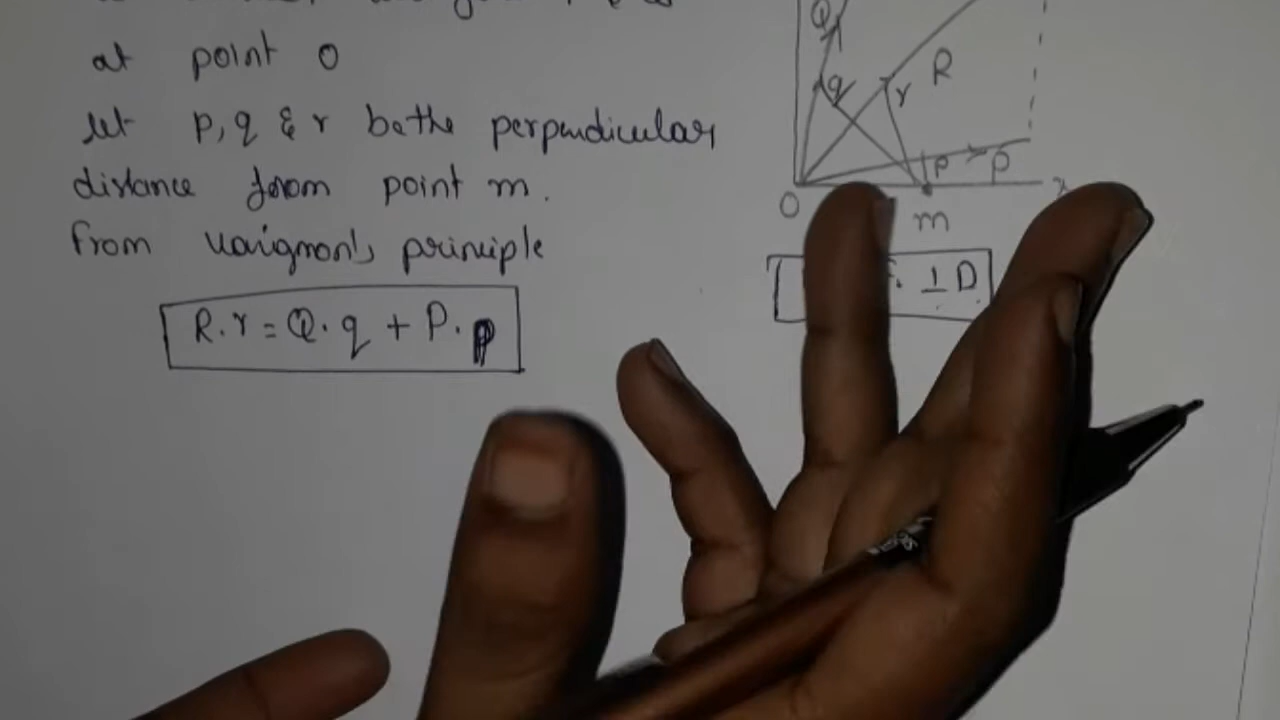 at point O
let p, q & r be the perpendicular
distance from point m.
from Varignon's principle
R.r = Q.q + P.p
Q
q
R
r
P
P
x
O
m
. ⊥ D